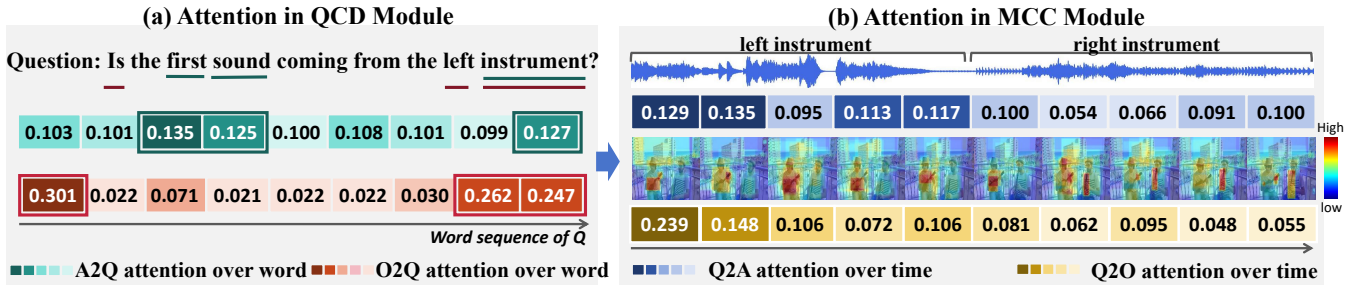 (a) Attention in QCD Module
Question: Is the first sound coming from the left instrument?
0.103 0.101 0.135 0.125 0.100 0.108 0.101 0.099 0.127
0.301 0.022 0.071 0.021 0.022 0.022 0.030 0.262 0.247
Word sequence of Q
A2Q attention over word O2Q attention over word
(b) Attention in MCC Module
left instrument right instrument
0.129 0.135 0.095 0.113 0.117 0.100 0.054 0.066 0.091 0.100
High
low
0.239 0.148 0.106 0.072 0.106 0.081 0.062 0.095 0.048 0.055
Q2A attention over time Q2O attention over time